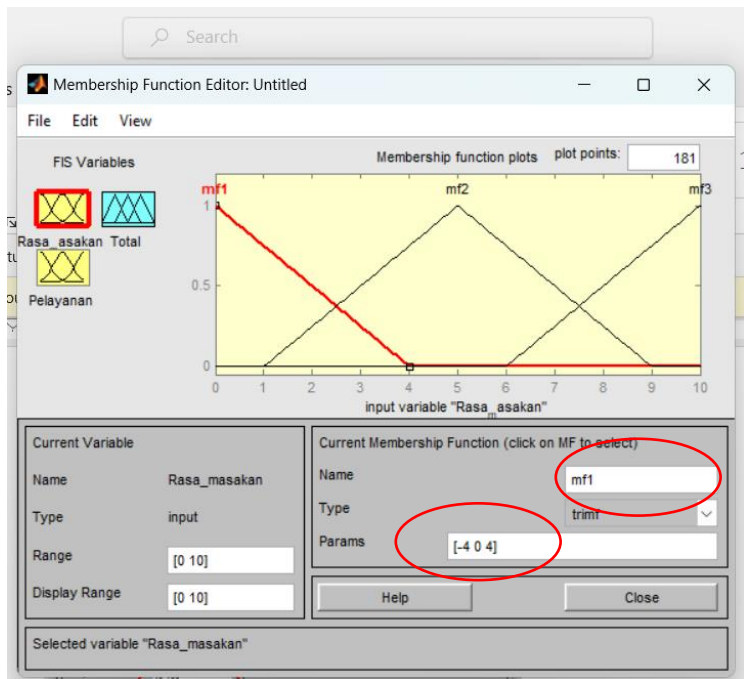 Search
Membership Function Editor: Untitled
File Edit View
FIS Variables
Membership function plots plot points: 181
mf1 mf2 mf3
1
Rasa_asakan Total
0.5
Pelayanan
0
0 1 2 3 4 5 6 7 8 9 10
input variable "Rasa_masakan"
Current Variable
Name Rasa_masakan
Type input
Range [0 10]
Display Range [0 10]
Current Membership Function (click on MF to select)
Name mf1
Type trimf
Params [-4 0 4]
Help Close
Selected variable "Rasa_masakan"